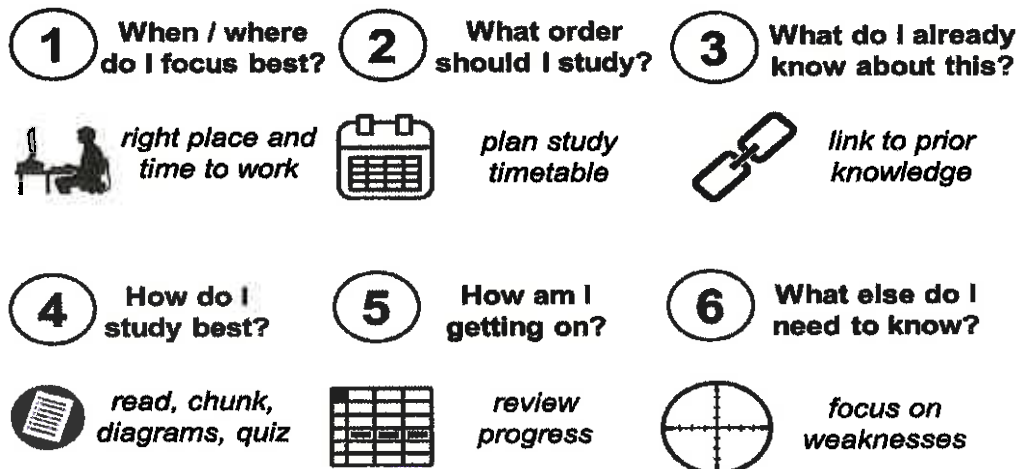 1
When / where
do I focus best?
right place and
time to work
2
What order
should I study?
plan study
timetable
3
What do I already
know about this?
link to prior
knowledge
4
How do I
study best?
read, chunk,
diagrams, quiz
5
How am I
getting on?
review
progress
6
What else do I
need to know?
focus on
weaknesses